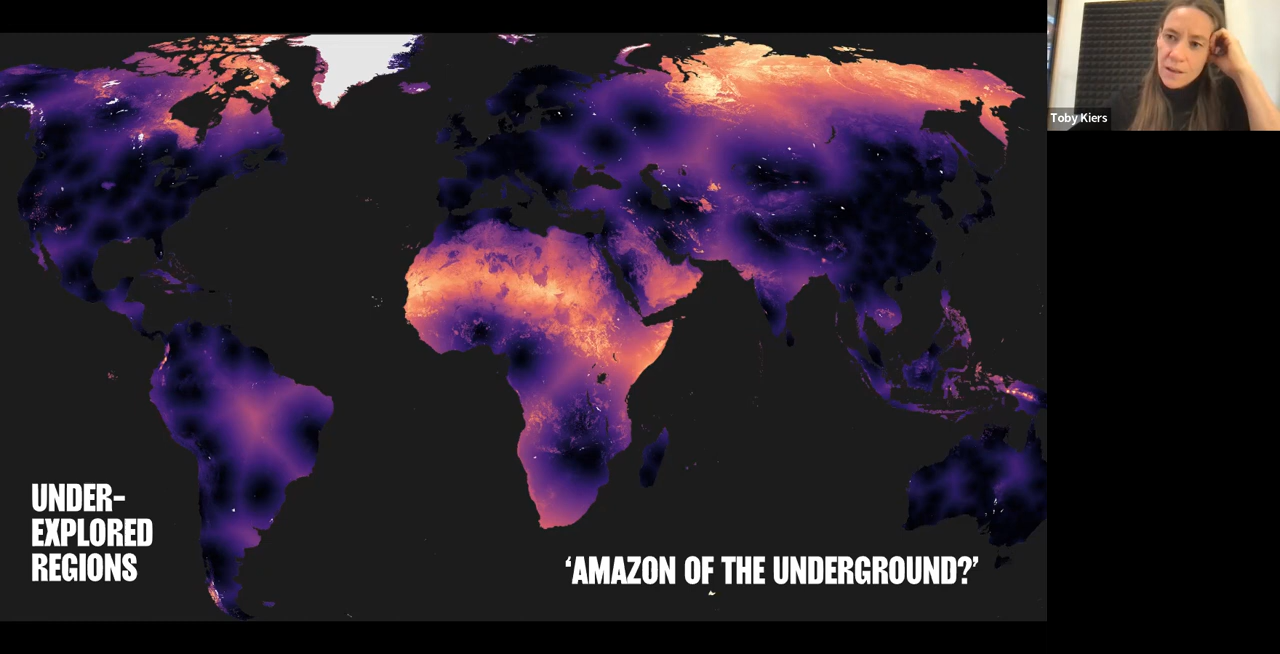 Toby Kiers
UNDER-
EXPLORED
REGIONS
‘AMAZON OF THE UNDERGROUND?’